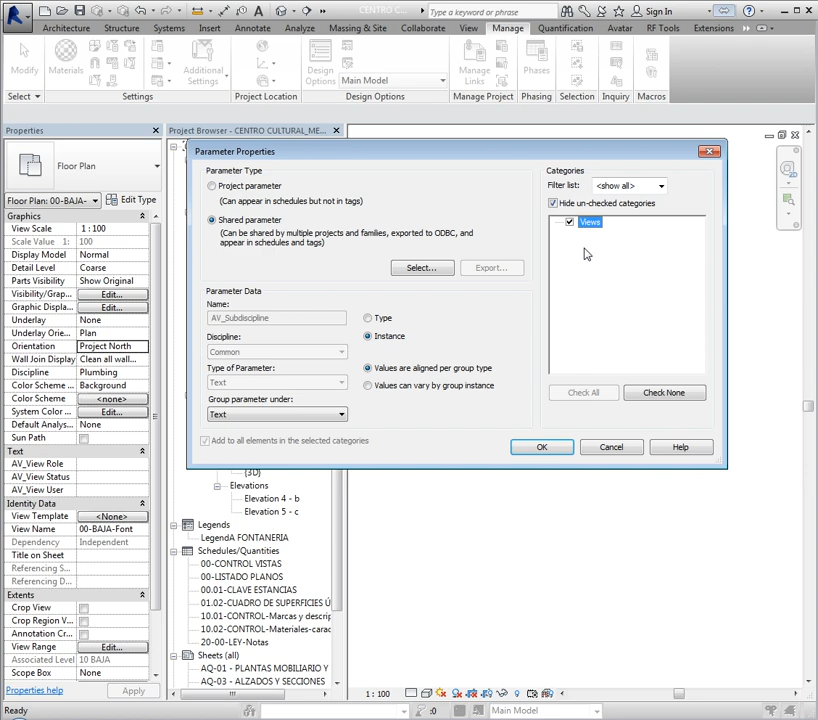 CENTRO C...
Type a keyword or phrase
Sign In
Architecture Structure Systems Insert Annotate Analyze Massing & Site Collaborate View Manage Quantification Avatar RF Tools Extensions
Modify
Materials
Additional
Settings
Design
Options
Main Model
Manage
Links
Phases
Select
Settings
Project Location
Design Options
Manage Project
Phasing
Selection
Inquiry
Macros
Properties
Floor Plan
Floor Plan: 00-BAJA-
Edit Type
Graphics
View Scale 1 : 100
Scale Value 1: 100
Display Model Normal
Detail Level Coarse
Parts Visibility Show Original
Visibility/Grap... Edit...
Graphic Displa... Edit...
Underlay None
Underlay Orie... Plan
Orientation Project North
Wall Join Display Clean all wall...
Discipline Plumbing
Color Scheme ... Background
Color Scheme <none>
System Color ... Edit...
Default Analys... None
Sun Path
Text
AV_View Role
AV_View Status
AV_View User
Identity Data
View Template <None>
View Name 00-BAJA-Font
Dependency Independent
Title on Sheet
Referencing S...
Referencing D...
Extents
Crop View
Crop Region V...
Annotation Cr...
View Range Edit...
Associated Level 10 BAJA
Scope Box None
Properties help
Apply
Project Browser - CENTRO CULTURAL_ME...
(3D)
Elevations
Elevation 4 - b
Elevation 5 - c
Legends
LegendA FONTANERIA
Schedules/Quantities
00-CONTROL VISTAS
00-LISTADO PLANOS
00.01-CLAVE ESTANCIAS
01.02-CUADRO DE SUPERFICIES Ú
10.01-CONTROL-Marcas y descrip
10.02-CONTROL-Materiales-carac
20-00-LEY-Notas
Sheets (all)
AQ-01 - PLANTAS MOBILIARIO Y
AQ-03 - ALZADOS Y SECCIONES
Parameter Properties
Parameter Type
Project parameter
(Can appear in schedules but not in tags)
Shared parameter
(Can be shared by multiple projects and families, exported to ODBC, and
appear in schedules and tags)
Select...
Export...
Parameter Data
Name:
AV_Subdiscipline
Type
Discipline:
Instance
Common
Type of Parameter:
Values are aligned per group type
Text
Values can vary by group instance
Group parameter under:
Text
Add to all elements in the selected categories
Categories
Filter list: <show all>
Hide un-checked categories
Views
Check All
Check None
OK
Cancel
Help
1 : 100
Ready
:0
Main Model